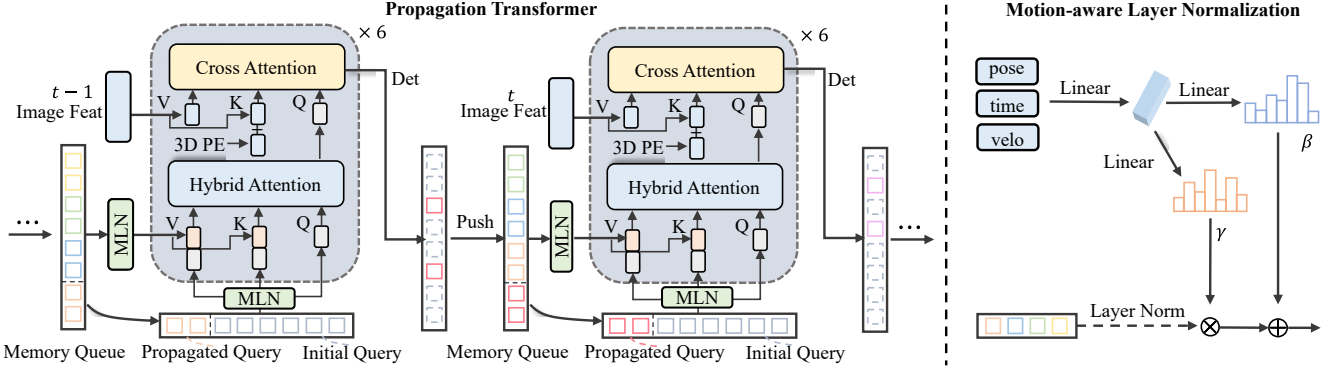 Propagation Transformer
× 6
Cross Attention
t − 1
Image Feat
V
K
Q
3D PE
Hybrid Attention
V
K
Q
...
MLN
MLN
Memory Queue
Propagated Query
Initial Query
Det
Push
× 6
Cross Attention
t
Image Feat
V
K
Q
3D PE
Hybrid Attention
V
K
Q
MLN
MLN
Memory Queue
Propagated Query
Initial Query
Det
...
Motion-aware Layer Normalization
pose
time
velo
Linear
Linear
Linear
β
γ
Layer Norm